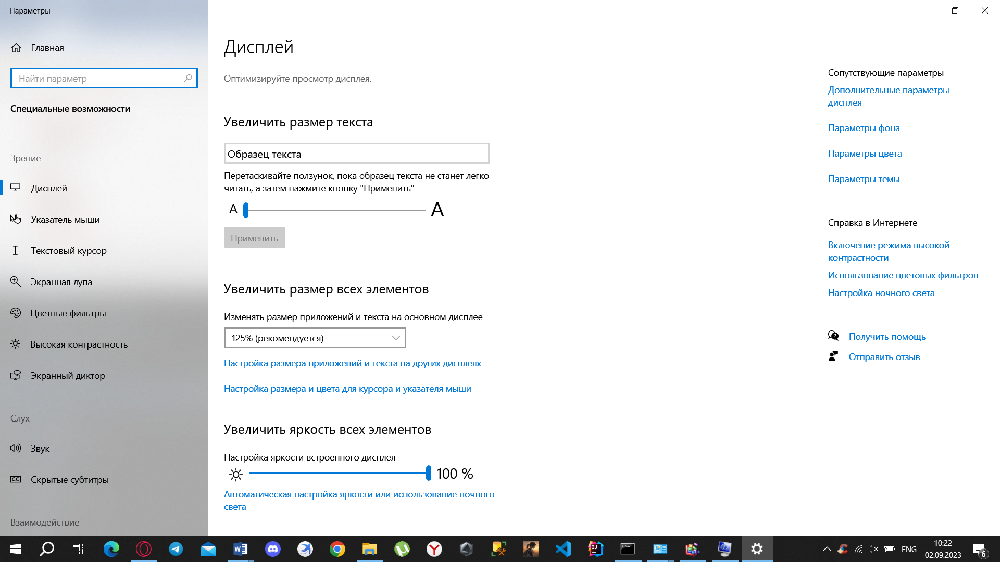 Параметры
Главная
Найти параметр
Специальные возможности
Зрение
Дисплей
Указатель мыши
Текстовый курсор
Экранная лупа
Цветные фильтры
Высокая контрастность
Экранный диктор
Слух
Звук
Скрытые субтитры
Взаимодействие
Дисплей
Оптимизируйте просмотр дисплея.
Увеличить размер текста
Образец текста
Перетаскивайте ползунок, пока образец текста не станет легко
читать, а затем нажмите кнопку "Применить"
A A
Применить
Увеличить размер всех элементов
Изменять размер приложений и текста на основном дисплее
125% (рекомендуется)
Настройка размера приложений и текста на других дисплеях
Настройка размера и цвета для курсора и указателя мыши
Увеличить яркость всех элементов
Настройка яркости встроенного дисплея
100 %
Автоматическая настройка яркости или использование ночного
света
Сопутствующие параметры
Дополнительные параметры
дисплея
Параметры фона
Параметры цвета
Параметры темы
Справка в Интернете
Включение режима высокой
контрастности
Использование цветовых фильтров
Настройка ночного света
Получить помощь
Отправить отзыв
ENG
10:22
02.09.2023
6